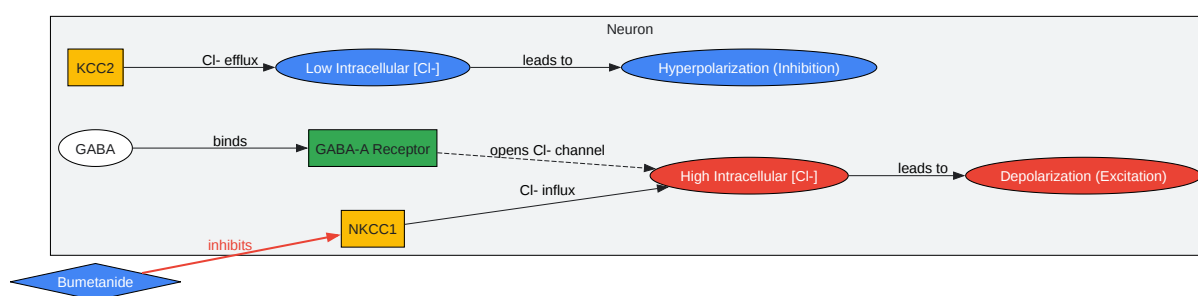 Neuron
KCC2
Cl- efflux
Low Intracellular [Cl-]
leads to
Hyperpolarization (Inhibition)
GABA
binds
GABA-A Receptor
opens Cl- channel
High Intracellular [Cl-]
leads to
Depolarization (Excitation)
Cl- influx
NKCC1
inhibits
Bumetanide